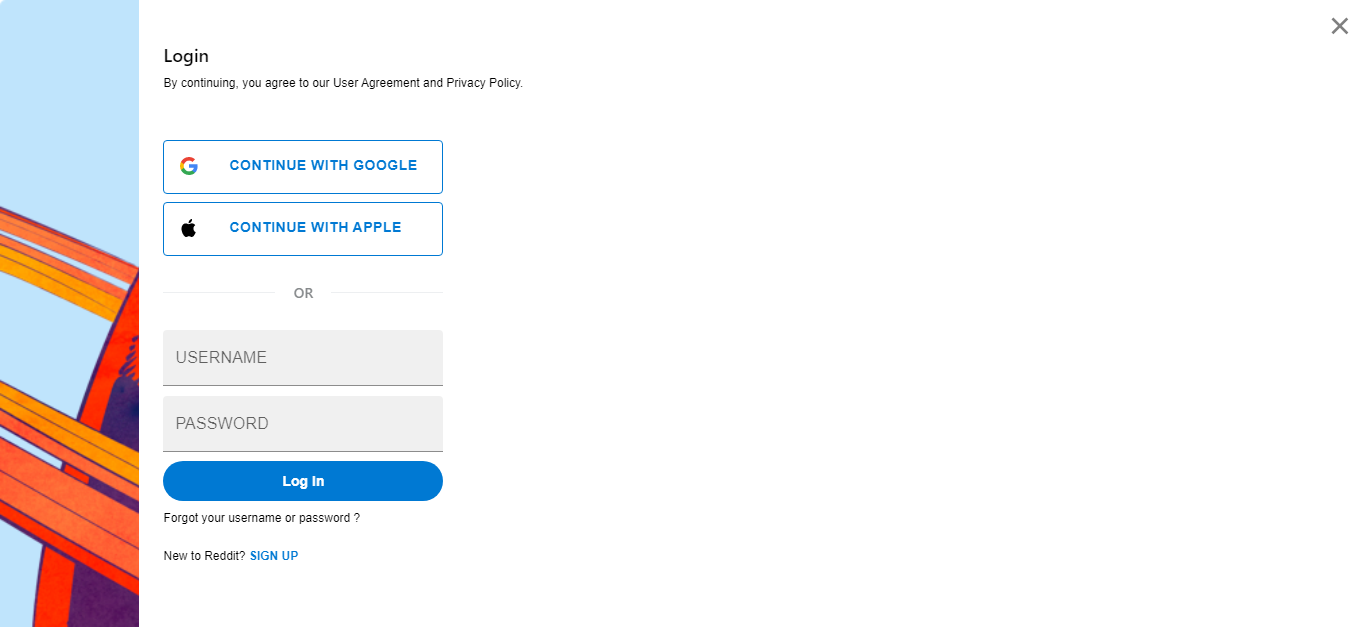 Login
By continuing, you agree to our User Agreement and Privacy Policy.
CONTINUE WITH GOOGLE
CONTINUE WITH APPLE
OR
USERNAME
PASSWORD
Log In
Forgot your username or password ?
New to Reddit? SIGN UP